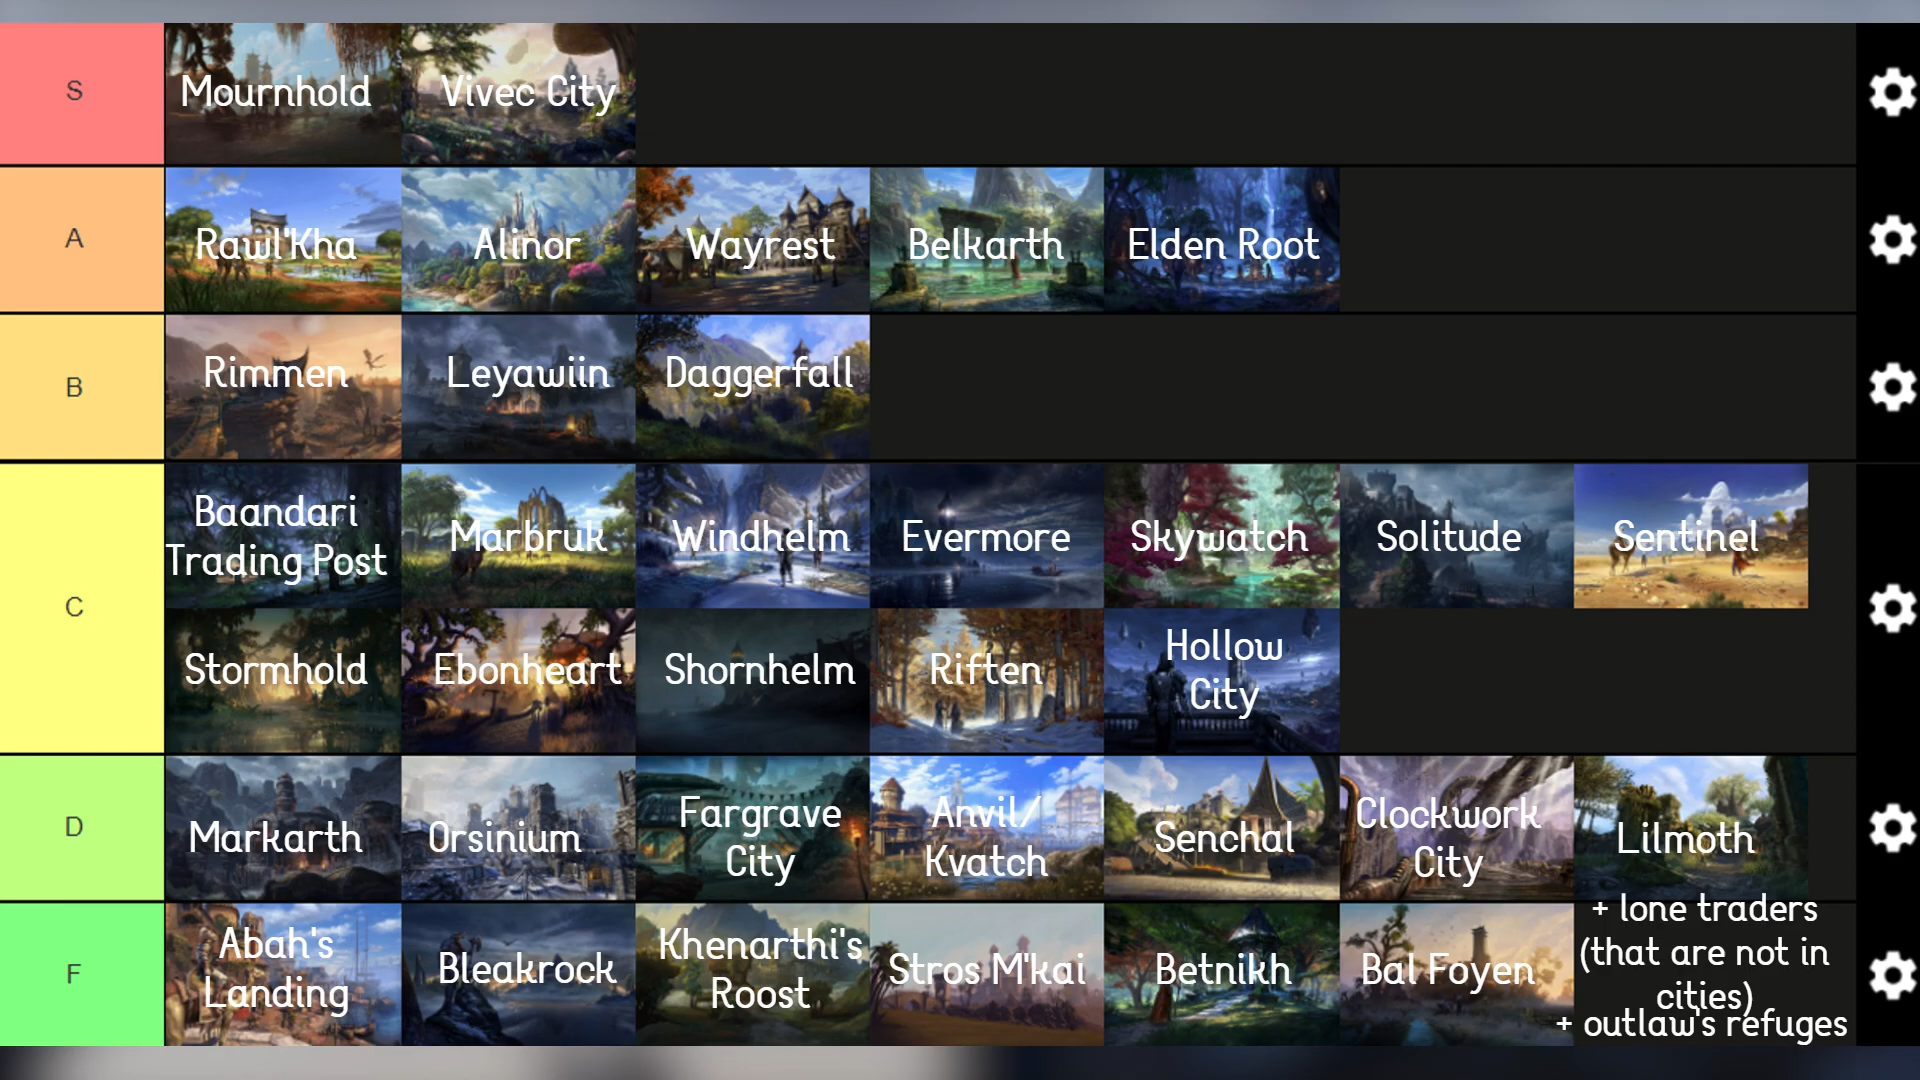 S
Mournhold
Vivec City
A
Rawl'Kha
Alinor
Wayrest
Belkarth
Elden Root
B
Rimmen
Leyawiin
Daggerfall
C
Baandari
Trading Post
Marbruk
Windhelm
Evermore
Skywatch
Solitude
Sentinel
Stormhold
Ebonheart
Shornhelm
Riften
Hollow
City
D
Markarth
Orsinium
Fargrave
City
Anvil/
Kvatch
Senchal
Clockwork
City
Lilmoth
F
Abah's
Landing
Bleakrock
Khenarthi's
Roost
Stros M'kai
Betnikh
Bal Foyen
+ lone traders
(that are not in
cities)
+ outlaw's refuges